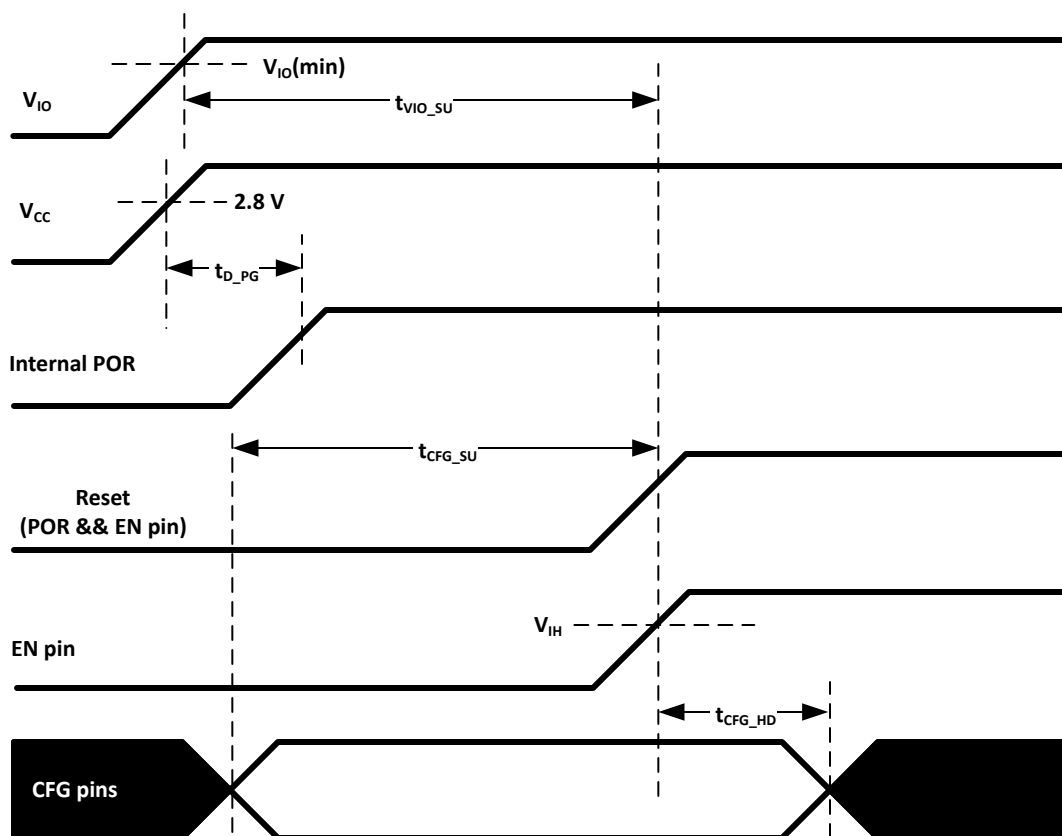 V_IO(min)
V_IO
t_VIO_SU
V_CC
2.8 V
t_D_PG
Internal POR
t_CFG_SU
Reset
(POR && EN pin)
V_IH
EN pin
t_CFG_HD
CFG pins